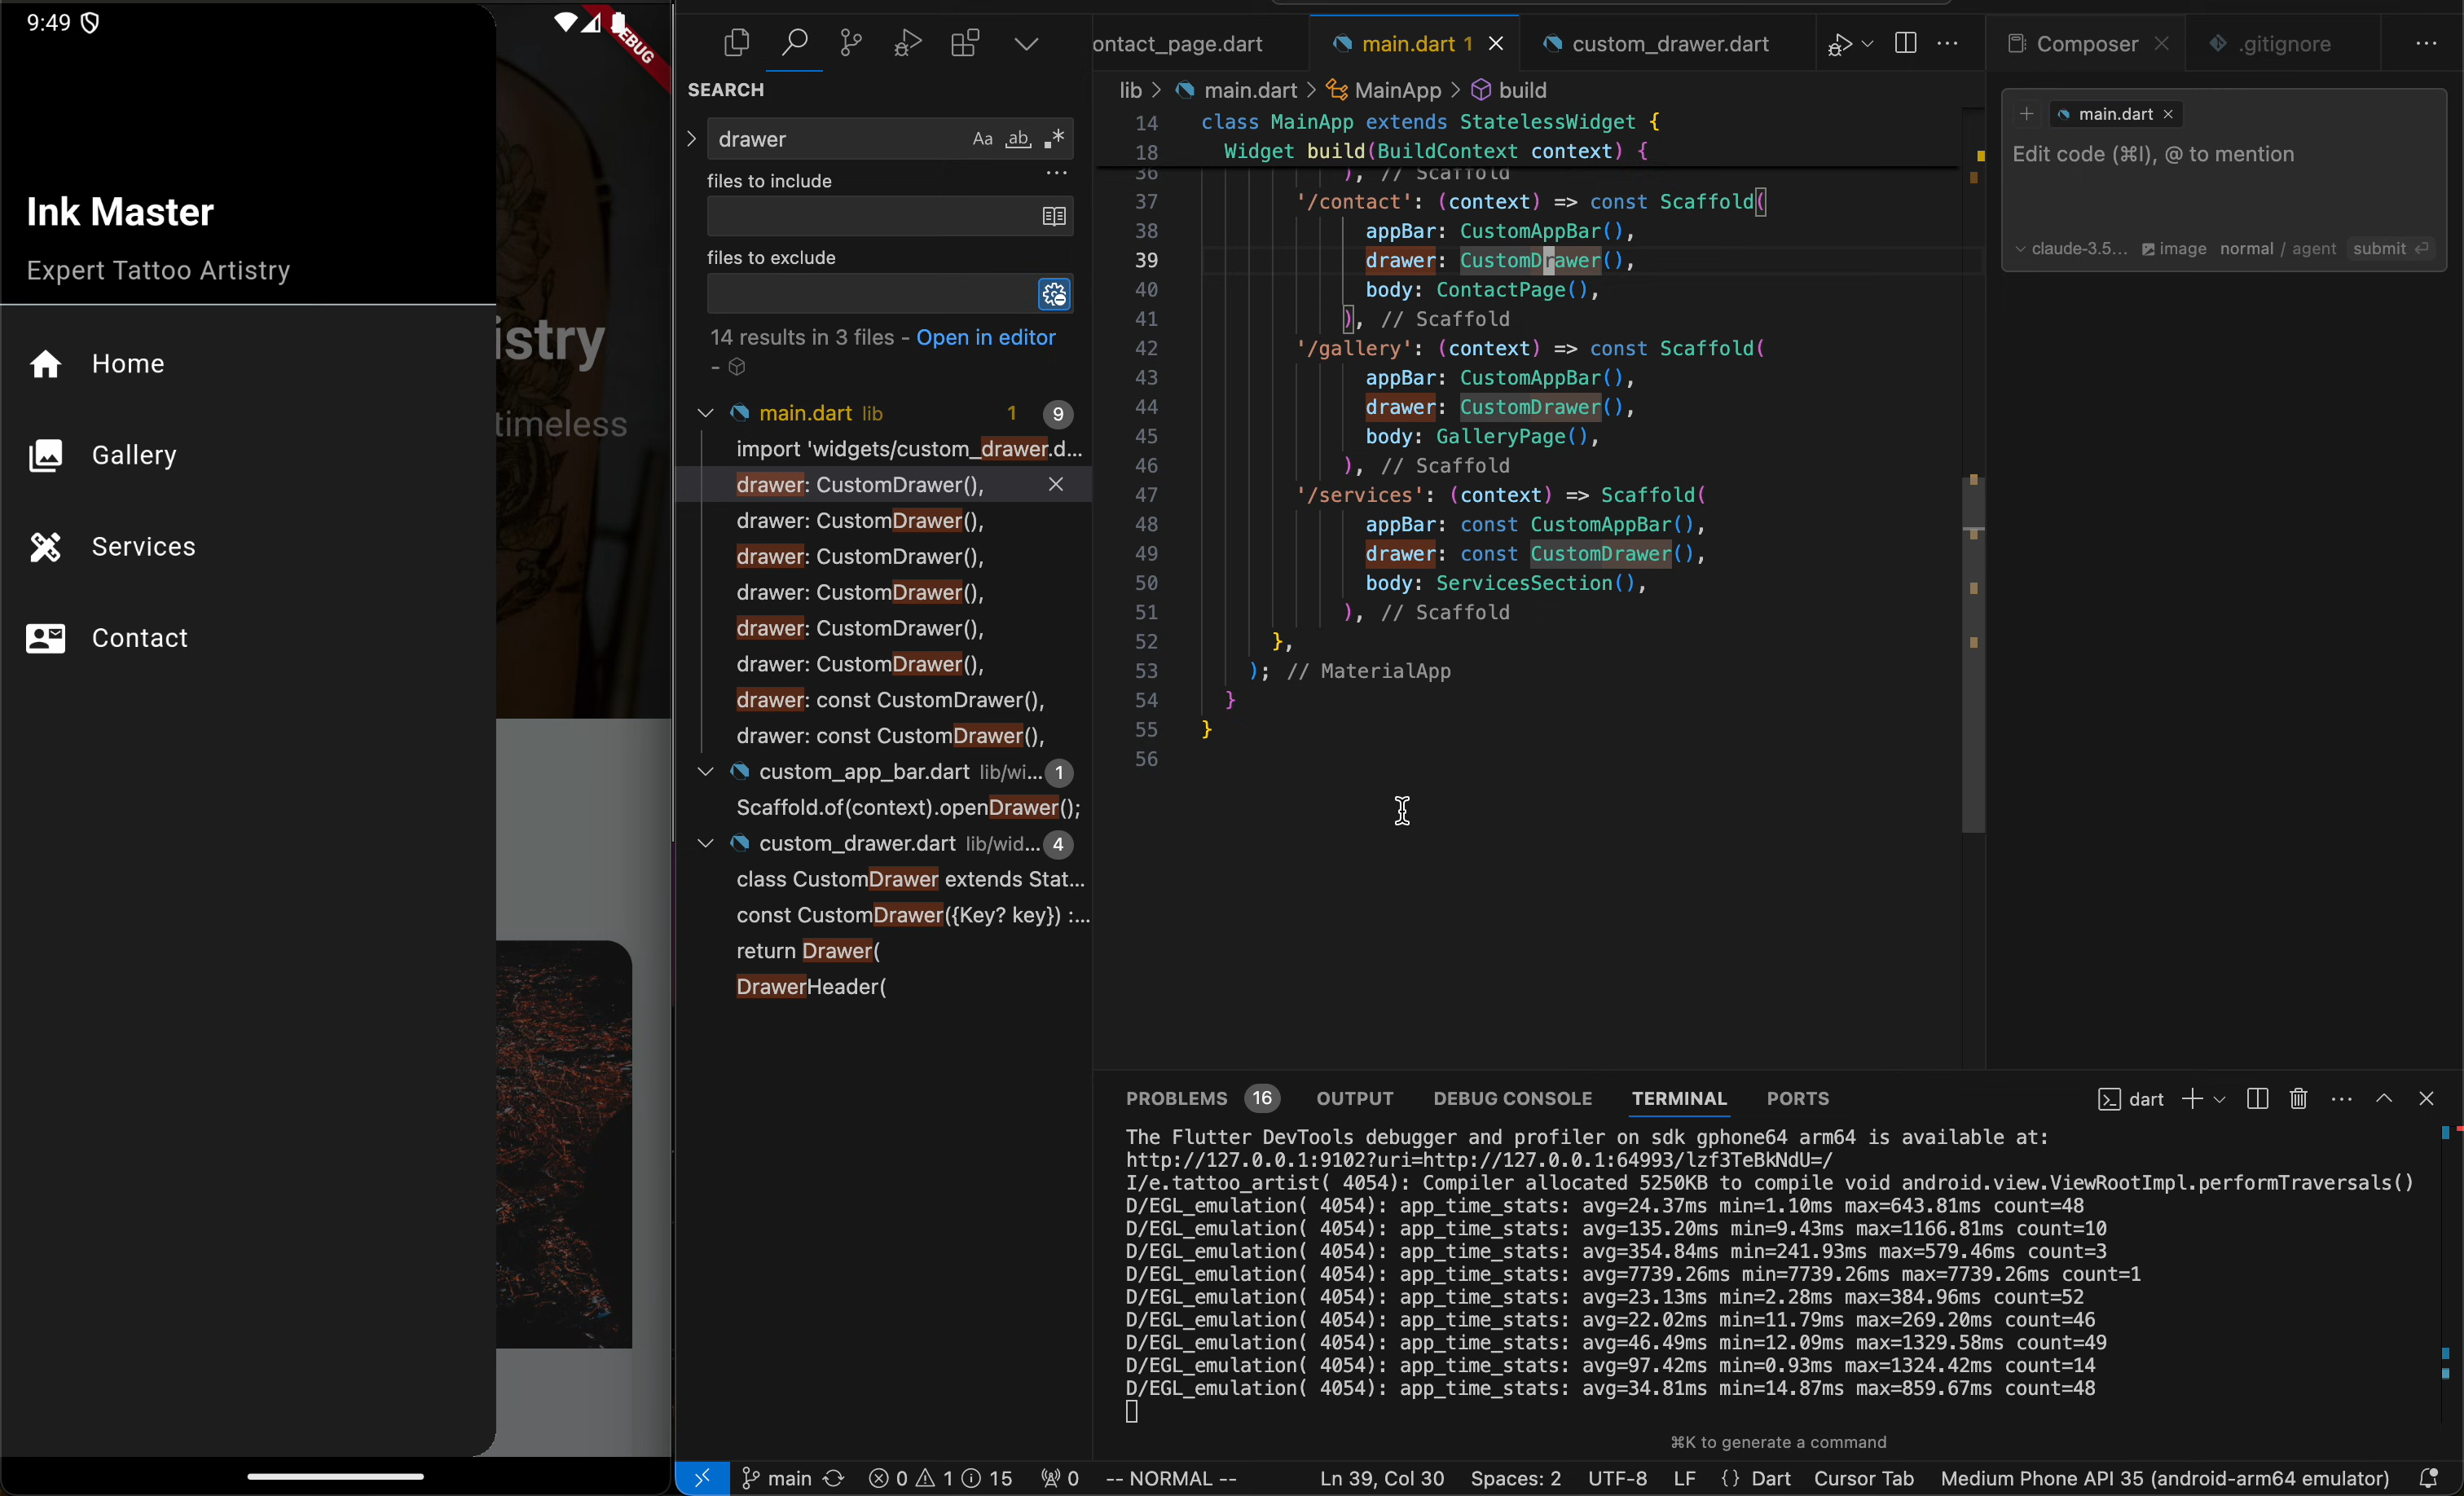 9:49
EBUG
Ink Master
Expert Tattoo Artistry
istry
timeless
Home
Gallery
Services
Contact
SEARCH
drawer
Aa ab
files to include
files to exclude
14 results in 3 files - Open in editor
-
main.dart lib 1 9
import 'widgets/custom_drawer.d...
drawer: CustomDrawer(),
drawer: CustomDrawer(),
drawer: CustomDrawer(),
drawer: CustomDrawer(),
drawer: CustomDrawer(),
drawer: CustomDrawer(),
drawer: const CustomDrawer(),
drawer: const CustomDrawer(),
custom_app_bar.dart lib/wi... 1
Scaffold.of(context).openDrawer();
custom_drawer.dart lib/wid... 4
class CustomDrawer extends Stat...
const CustomDrawer({Key? key}) :...
return Drawer(
DrawerHeader(
ontact_page.dart main.dart 1 custom_drawer.dart
lib > main.dart > MainApp > build
14 class MainApp extends StatelessWidget {
18 Widget build(BuildContext context) {
36 ), // Scaffold
37 '/contact': (context) => const Scaffold(
38 appBar: CustomAppBar(),
39 drawer: CustomDrawer(),
40 body: ContactPage(),
41 ), // Scaffold
42 '/gallery': (context) => const Scaffold(
43 appBar: CustomAppBar(),
44 drawer: CustomDrawer(),
45 body: GalleryPage(),
46 ), // Scaffold
47 '/services': (context) => Scaffold(
48 appBar: const CustomAppBar(),
49 drawer: const CustomDrawer(),
50 body: ServicesSection(),
51 ), // Scaffold
52 },
53 ); // MaterialApp
54 }
55 }
56
Composer .gitignore
main.dart
Edit code (⌘I), @ to mention
claude-3.5... image normal / agent submit
PROBLEMS 16 OUTPUT DEBUG CONSOLE TERMINAL PORTS dart
The Flutter DevTools debugger and profiler on sdk gphone64 arm64 is available at:
http://127.0.0.1:9102?uri=http://127.0.0.1:64993/lzf3TeBkNdU=/
I/e.tattoo_artist( 4054): Compiler allocated 5250KB to compile void android.view.ViewRootImpl.performTraversals()
D/EGL_emulation( 4054): app_time_stats: avg=24.37ms min=1.10ms max=643.81ms count=48
D/EGL_emulation( 4054): app_time_stats: avg=135.20ms min=9.43ms max=1166.81ms count=10
D/EGL_emulation( 4054): app_time_stats: avg=354.84ms min=241.93ms max=579.46ms count=3
D/EGL_emulation( 4054): app_time_stats: avg=7739.26ms min=7739.26ms max=7739.26ms count=1
D/EGL_emulation( 4054): app_time_stats: avg=23.13ms min=2.28ms max=384.96ms count=52
D/EGL_emulation( 4054): app_time_stats: avg=22.02ms min=11.79ms max=269.20ms count=46
D/EGL_emulation( 4054): app_time_stats: avg=46.49ms min=12.09ms max=1329.58ms count=49
D/EGL_emulation( 4054): app_time_stats: avg=97.42ms min=0.93ms max=1324.42ms count=14
D/EGL_emulation( 4054): app_time_stats: avg=34.81ms min=14.87ms max=859.67ms count=48
⌘K to generate a command
main 0 1 15 0 -- NORMAL -- Ln 39, Col 30 Spaces: 2 UTF-8 LF {} Dart Cursor Tab Medium Phone API 35 (android-arm64 emulator)